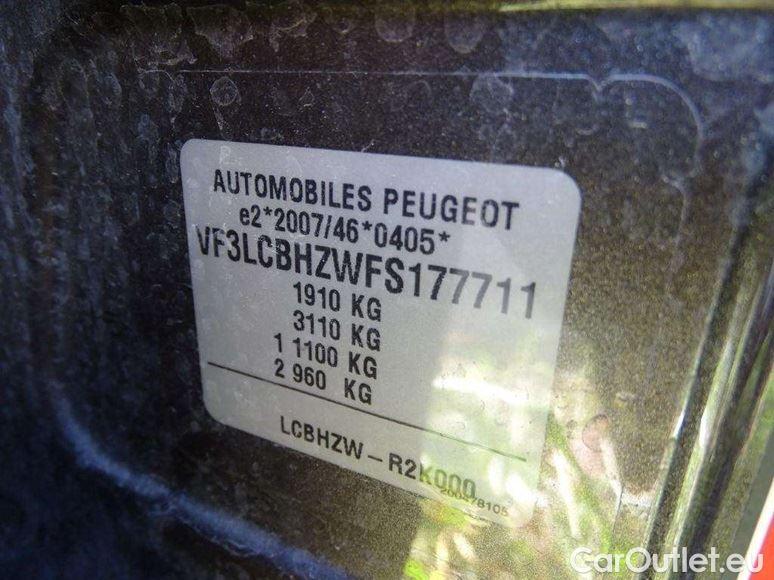 AUTOMOBILES PEUGEOT
e2*2007/46*0405*
VF3LCBHZWFS177711
1910 KG
3110 KG
1 1100 KG
2 960 KG
LCBHZW - R2K000
CarOutlet.eu